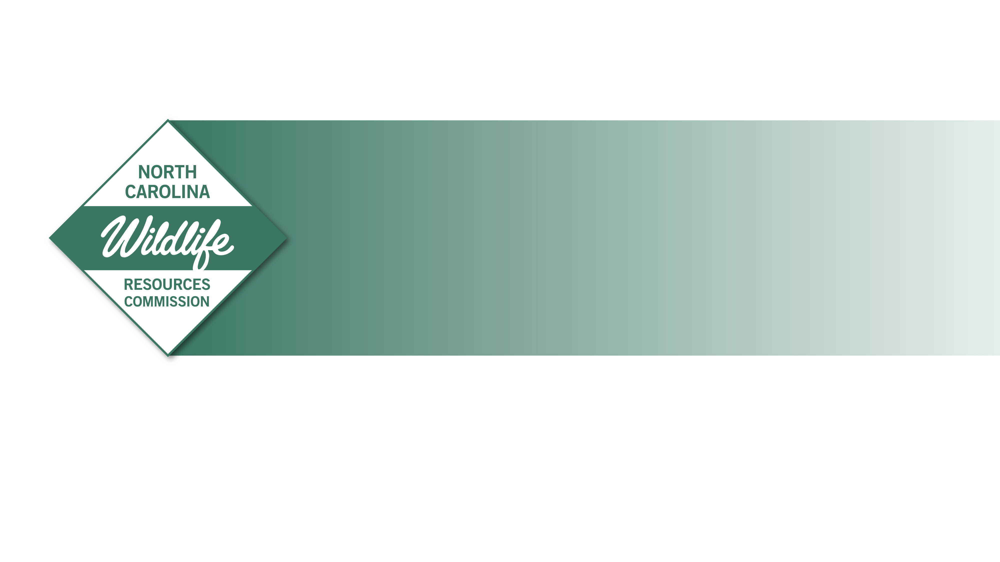 NORTH
CAROLINA
Wildlife
RESOURCES
COMMISSION